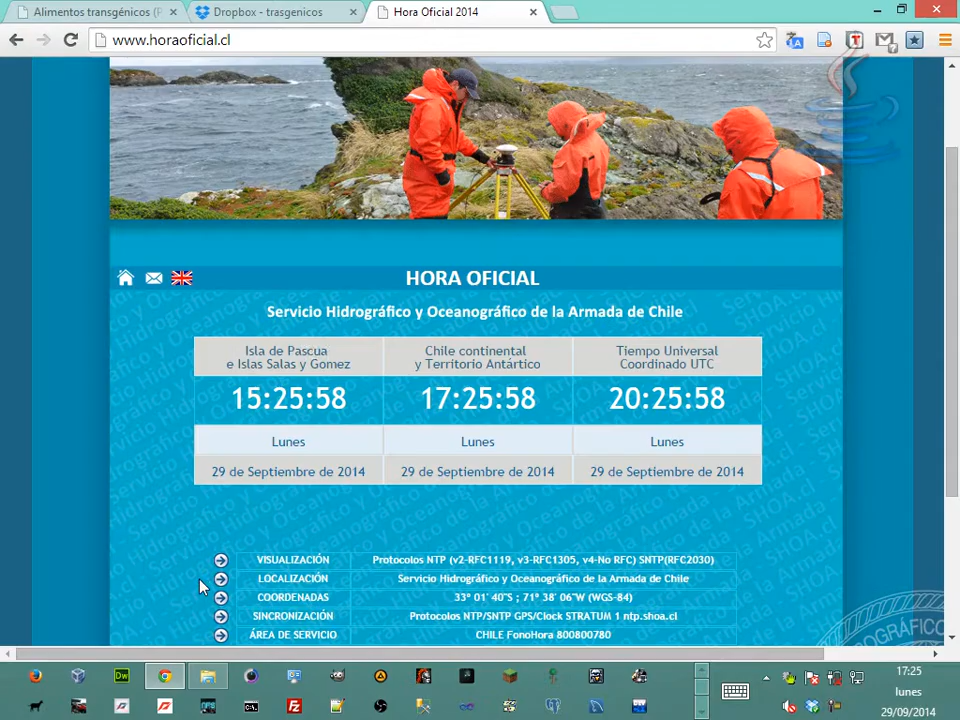 Alimentos transgénicos (P
Dropbox - trasgenicos
Hora Oficial 2014
www.horaoficial.cl
HORA OFICIAL
Servicio Hidrográfico y Oceanográfico de la Armada de Chile
Isla de Pascua
e Islas Salas y Gomez
Chile continental
y Territorio Antártico
Tiempo Universal
Coordinado UTC
15:25:58
17:25:58
20:25:58
Lunes
Lunes
Lunes
29 de Septiembre de 2014
29 de Septiembre de 2014
29 de Septiembre de 2014
VISUALIZACIÓN
Protocolos NTP (v2-RFC1119, v3-RFC1305, v4-No RFC) SNTP(RFC2030)
LOCALIZACIÓN
Servicio Hidrográfico y Oceanográfico de la Armada de Chile
COORDENADAS
33° 01' 40"S ; 71° 38' 06"W (WGS-84)
SINCRONIZACIÓN
Protocolos NTP/SNTP GPS/Clock STRATUM 1 ntp.shoa.cl
ÁREA DE SERVICIO
CHILE FonoHora 800800780
17:25
lunes
29/09/2014